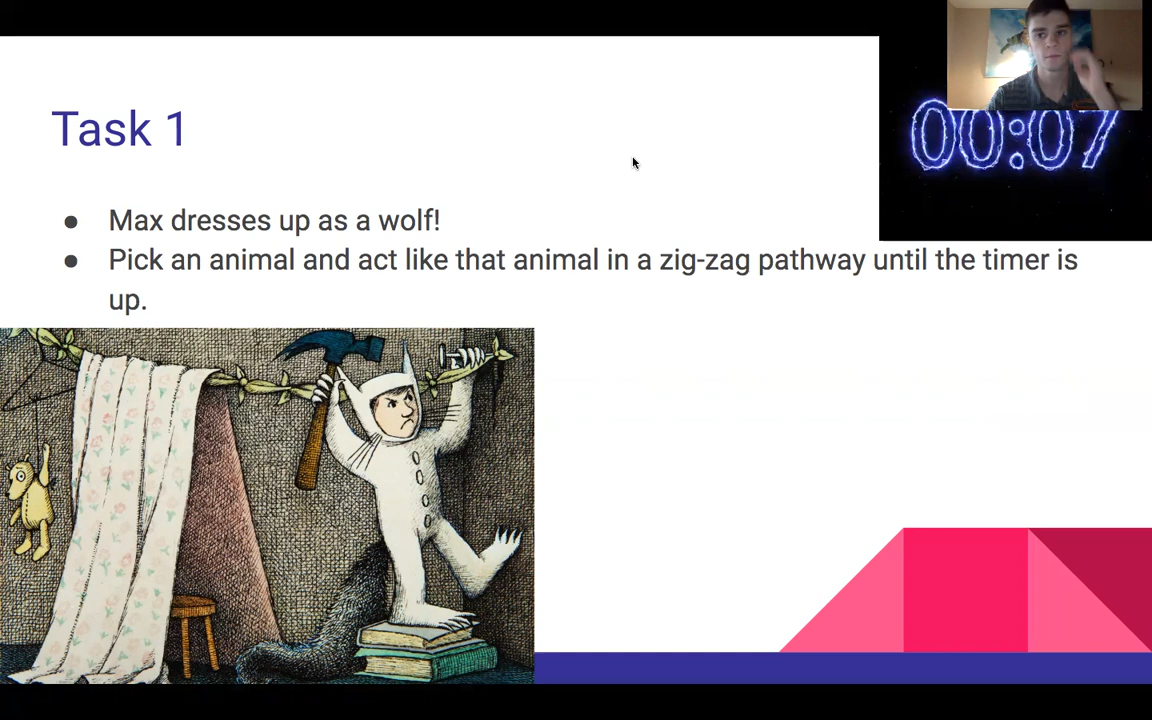 Task 1
00:07
● Max dresses up as a wolf!
● Pick an animal and act like that animal in a zig-zag pathway until the timer is
up.